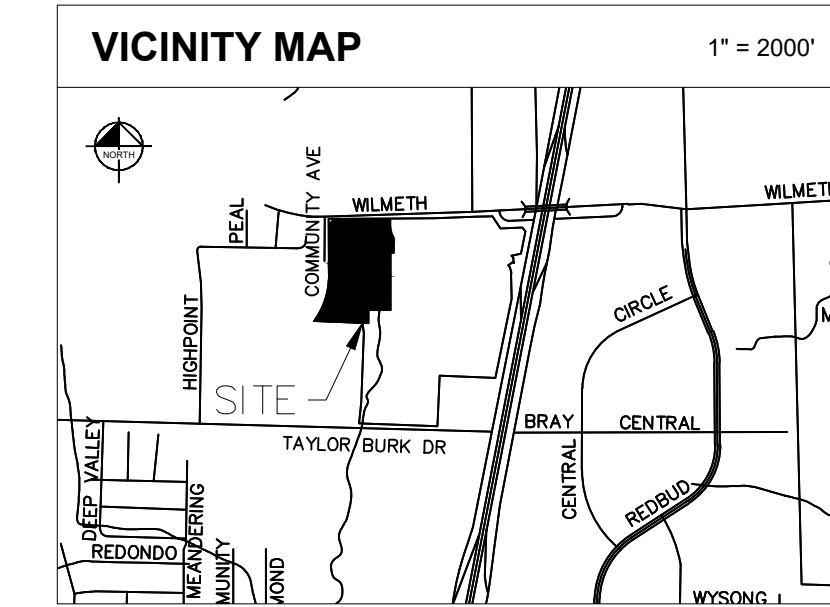 VICINITY MAP
1" = 2000'
NORTH
COMMUNITY AVE
WILMETH
PEAL
HIGHPOINT
CIRCLE
SITE
BRAY
CENTRAL
TAYLOR BURK DR
CENTRAL
DEEP VALLEY
MEANDERING
REDBUD
REDONDO
WYSONG